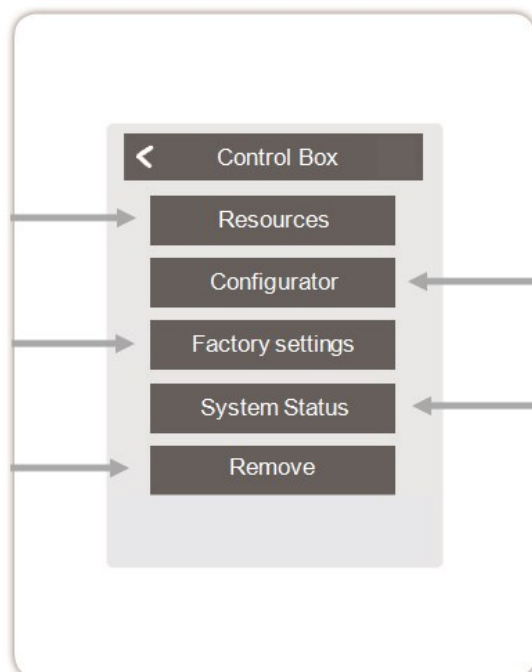 Control Box
Resources
Configurator
Factory settings
System Status
Remove